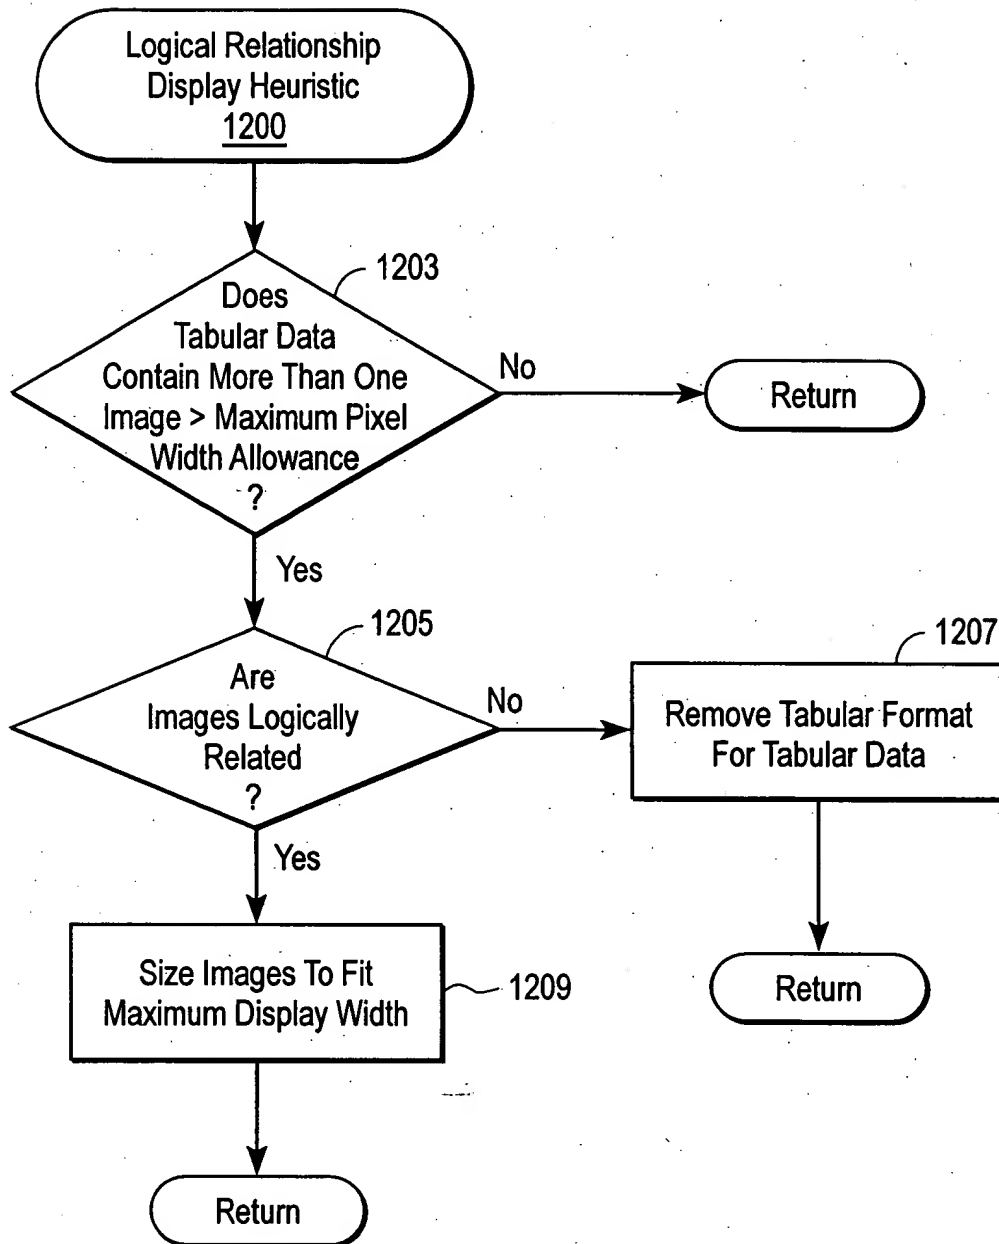 Logical Relationship
Display Heuristic
1200
1203
Does
Tabular Data
Contain More Than One
Image > Maximum Pixel
Width Allowance
?
No
Return
Yes
1205
Are
Images Logically
Related
?
No
1207
Remove Tabular Format
For Tabular Data
Yes
Return
Size Images To Fit
Maximum Display Width
1209
Return